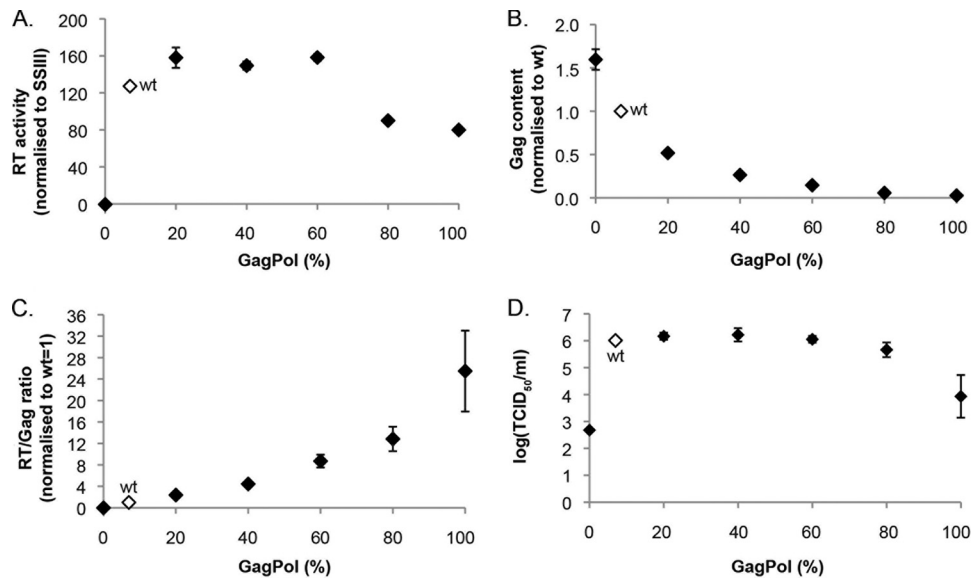 A.
RT activity
(normalised to SSIII)
200
160
120
80
40
0
wt
0 20 40 60 80 100
GagPol (%)
B.
Gag content
(normalised to wt)
2.0
1.5
1.0
0.5
0.0
wt
0 20 40 60 80 100
GagPol (%)
C.
RT/Gag ratio
(normalised to wt=1)
36
32
28
24
20
16
12
8
4
0
wt
0 20 40 60 80 100
GagPol (%)
D.
log(TCID50/ml)
7
6
5
4
3
2
1
0
wt
0 20 40 60 80 100
GagPol (%)